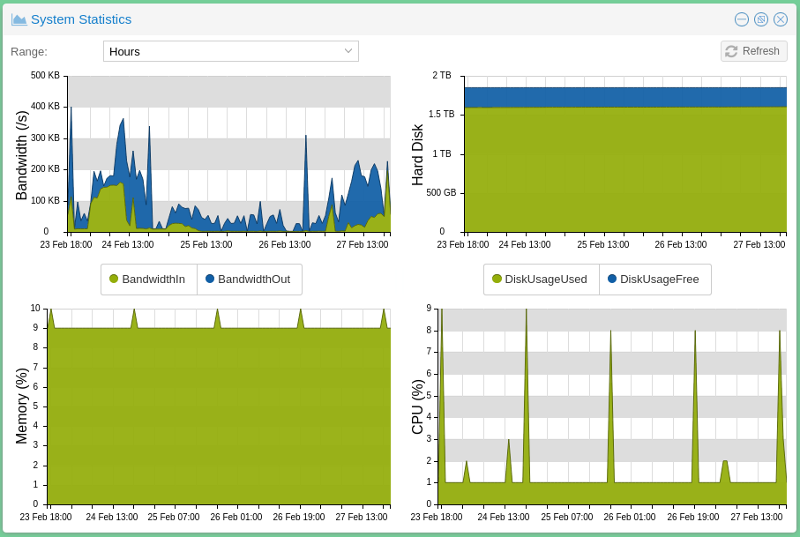 System Statistics
Range:
Hours
Refresh
500 KB
400 KB
300 KB
200 KB
100 KB
0
Bandwidth (/s)
23 Feb 18:00
24 Feb 13:00
25 Feb 13:00
26 Feb 13:00
27 Feb 13:00
BandwidthIn
BandwidthOut
2 TB
1.5 TB
1 TB
500 GB
0
Hard Disk
23 Feb 18:00
24 Feb 13:00
25 Feb 13:00
26 Feb 13:00
27 Feb 13:00
DiskUsageUsed
DiskUsageFree
10
9
8
7
6
5
4
3
2
1
0
Memory (%)
23 Feb 18:00
24 Feb 13:00
25 Feb 07:00
26 Feb 01:00
26 Feb 19:00
27 Feb 13:00
9
8
7
6
5
4
3
2
1
0
CPU (%)
23 Feb 18:00
24 Feb 13:00
25 Feb 07:00
26 Feb 01:00
26 Feb 19:00
27 Feb 13:00